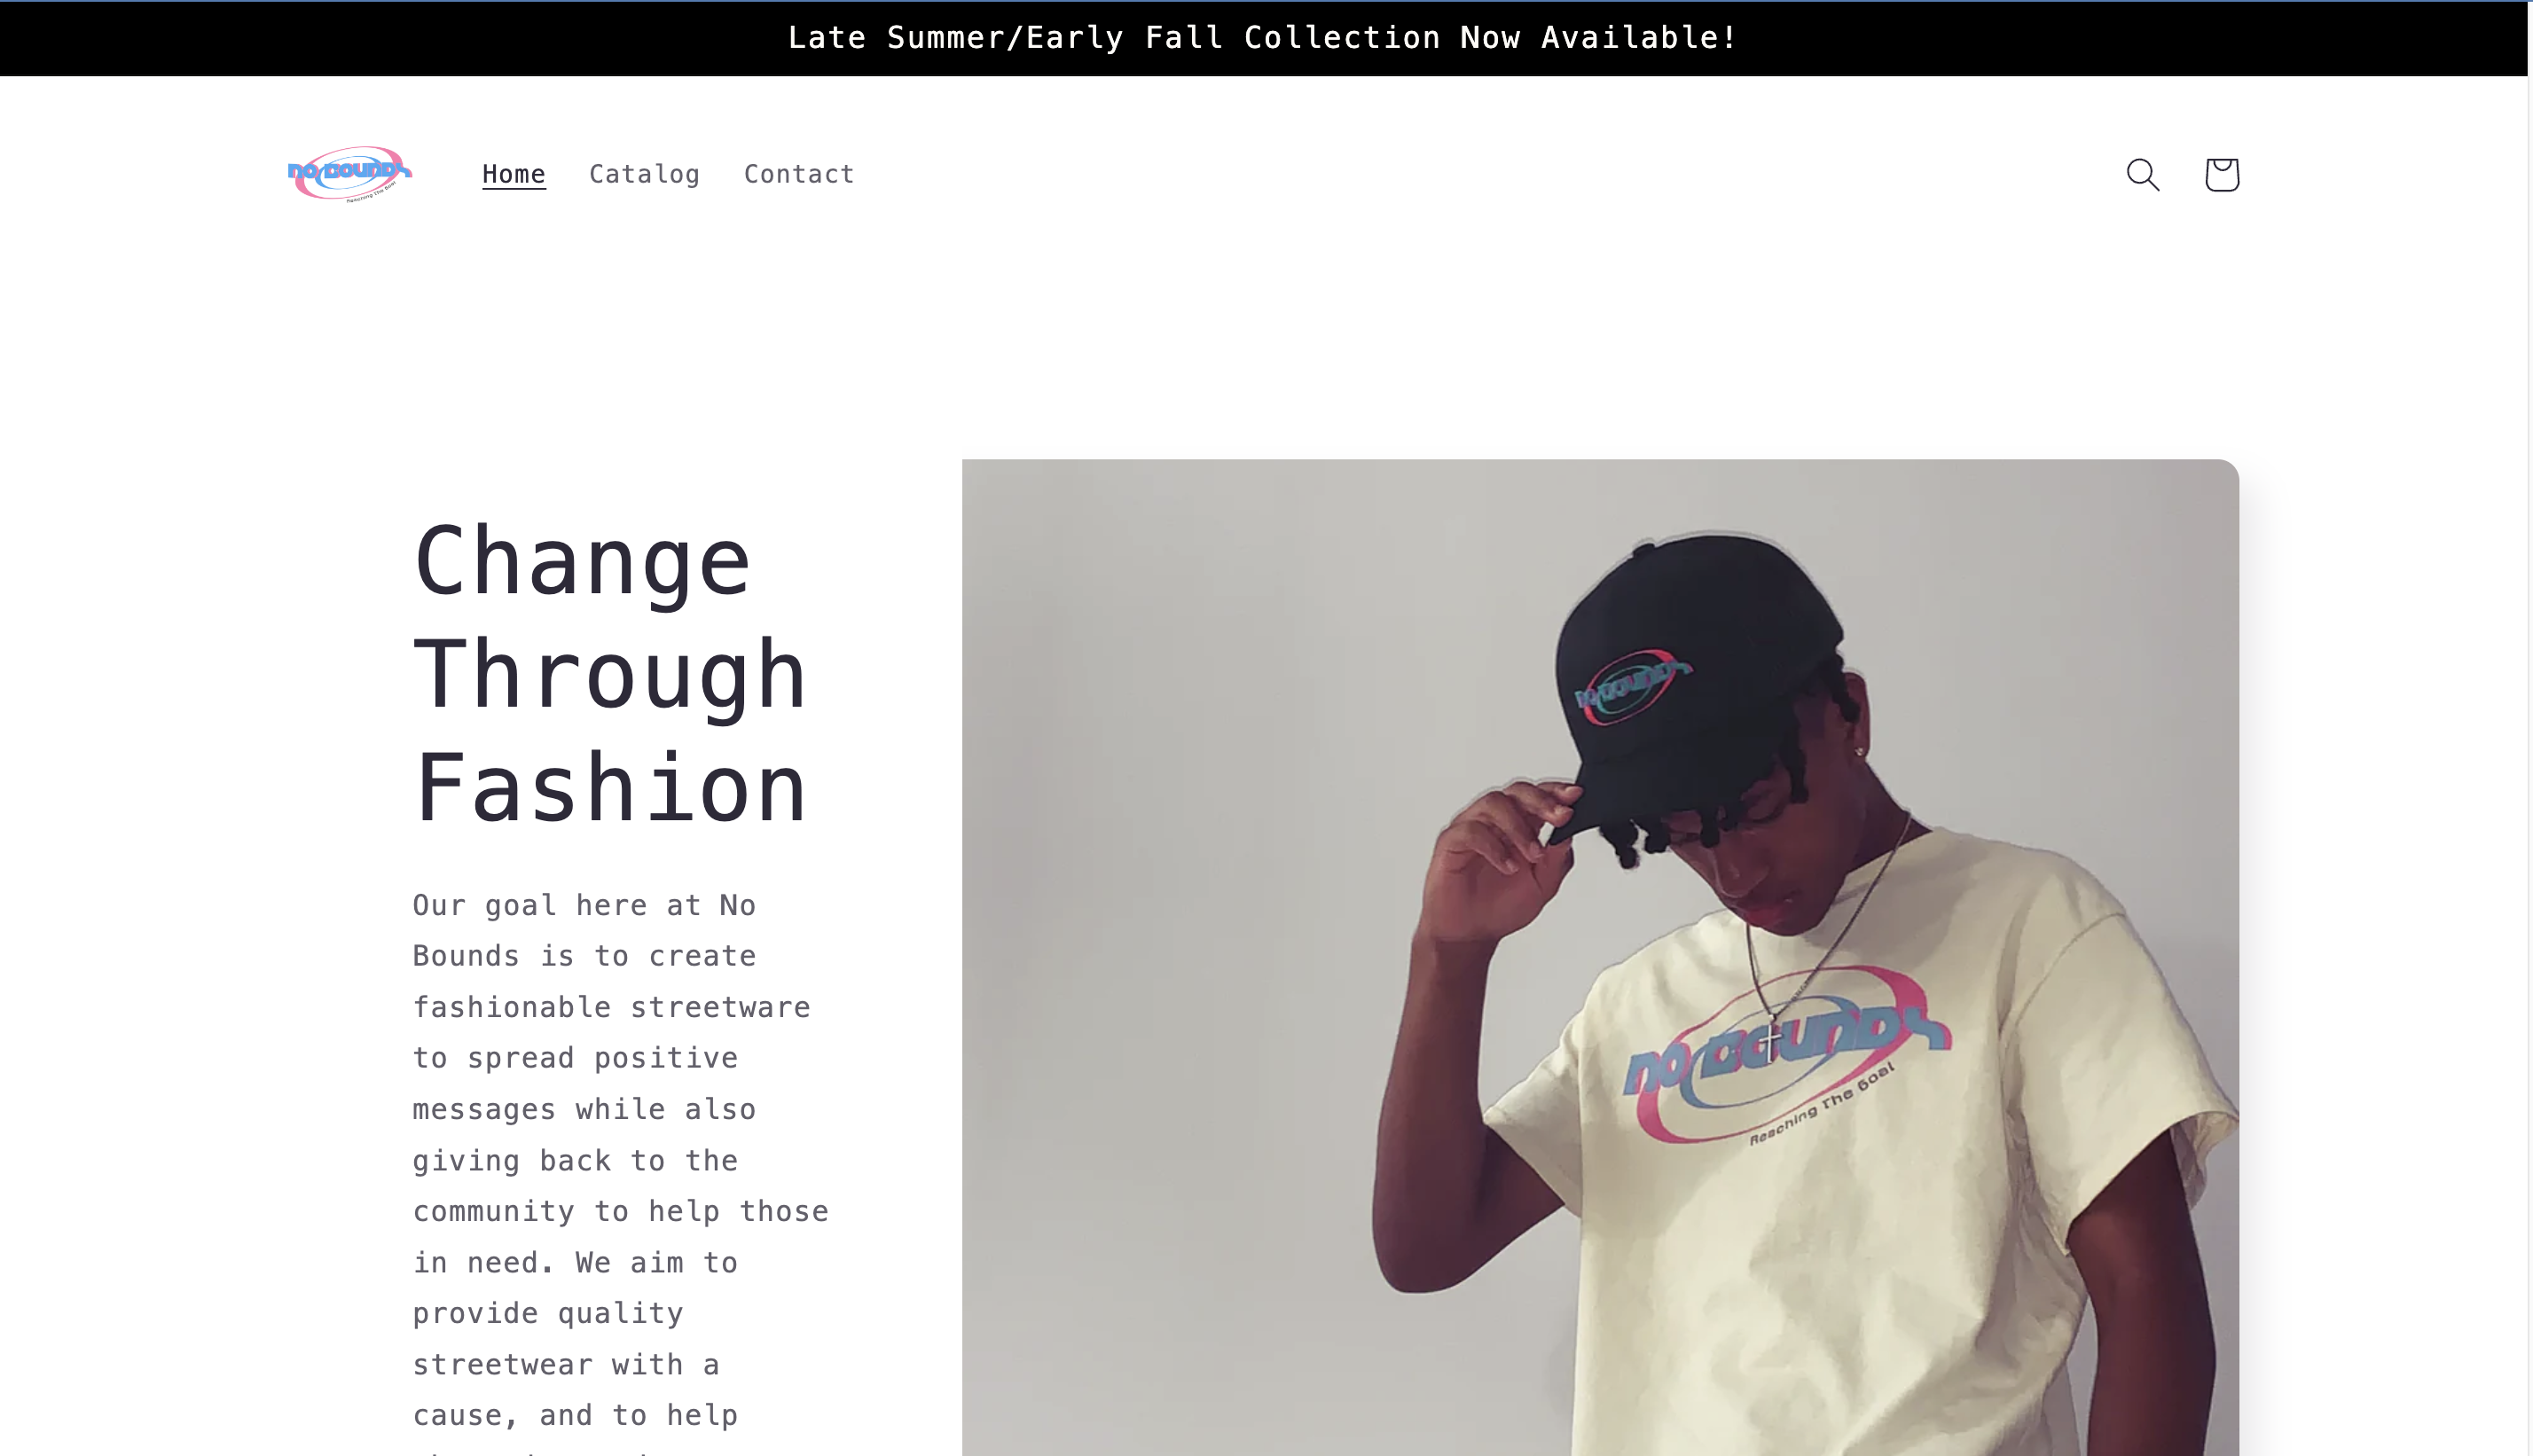 Late Summer/Early Fall Collection Now Available!
NO BOUNDS
Reaching The Goal
Home
Catalog
Contact
Change
Through
Fashion
Our goal here at No
Bounds is to create
fashionable streetware
to spread positive
messages while also
giving back to the
community to help those
in need. We aim to
provide quality
streetwear with a
cause, and to help
NO BOUNDS
NO BOUNDS
Reaching The Goal